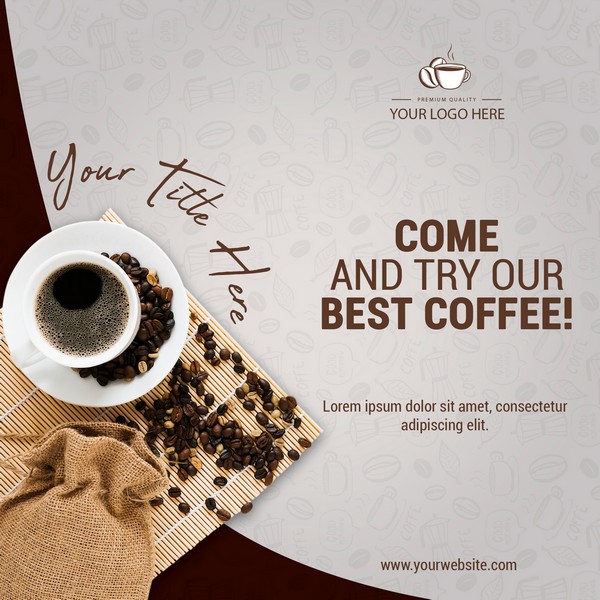 PREMIUM QUALITY
YOUR LOGO HERE
Your Title Here
COME
AND TRY OUR
BEST COFFEE!
Lorem ipsum dolor sit amet, consectetur
adipiscing elit.
www.yourwebsite.com